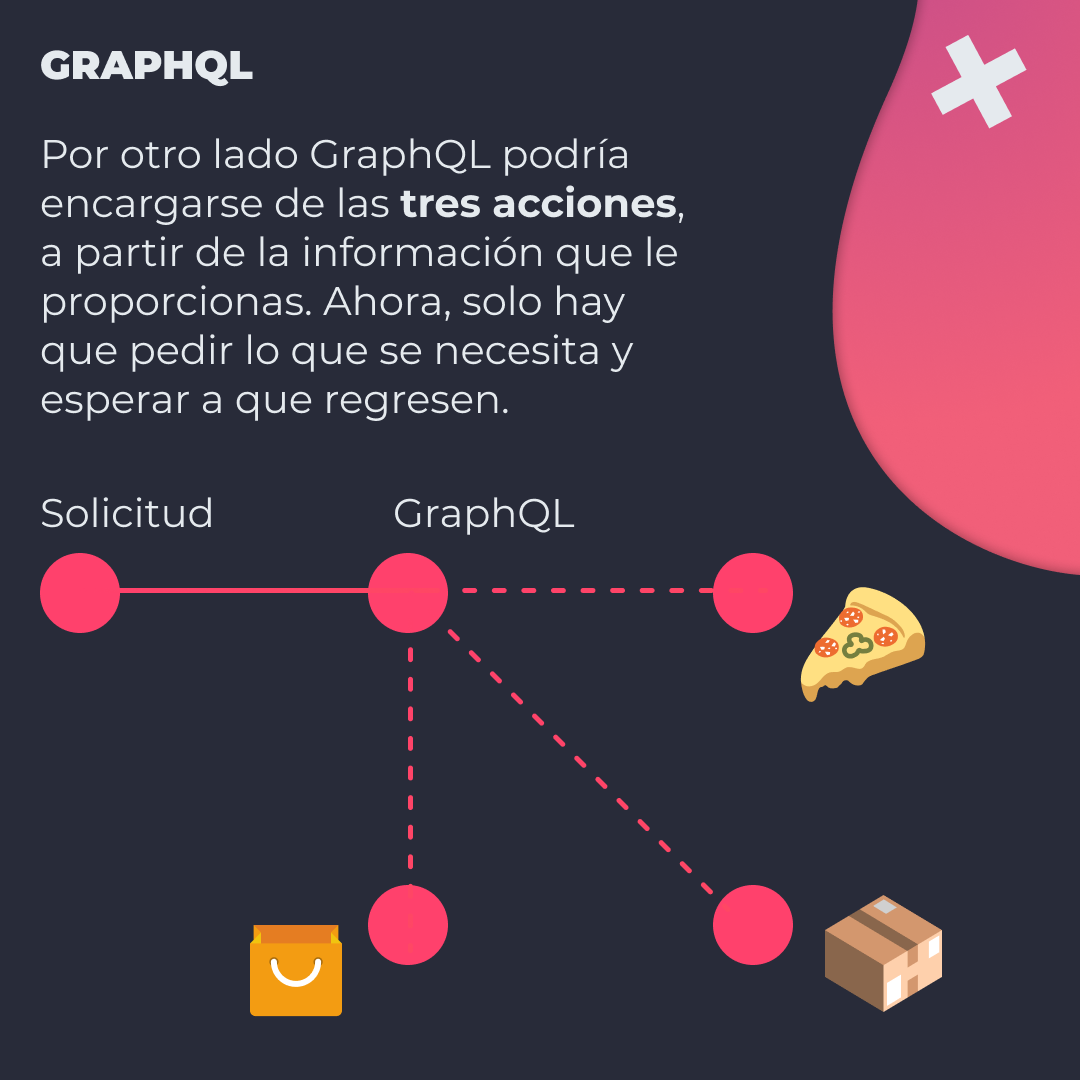 GRAPHQL
Por otro lado GraphQL podría
encargarse de las tres acciones,
a partir de la información que le
proporcionas. Ahora, solo hay
que pedir lo que se necesita y
esperar a que regresen.
Solicitud
GraphQL